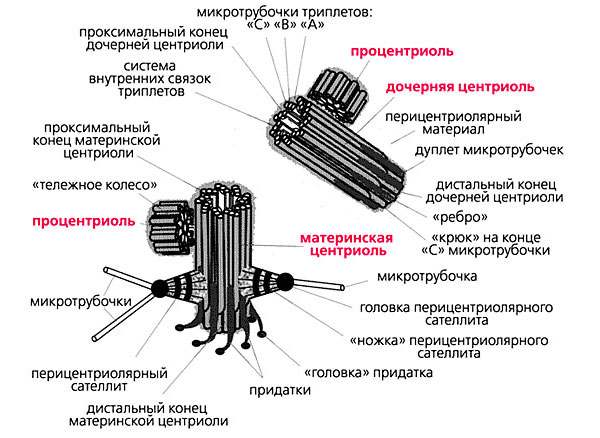 микротрубочки триплетов:
«C» «B» «A»
проксимальный конец
дочерней центриоли
система
внутренних связок
триплетов
проксимальный
конец материнской
центриоли
«тележное колесо»
процентриоль
микротрубочки
перицентриолярный
сателлит
дистальный конец
материнской центриоли
процентриоль
дочерняя центриоль
перицентриолярный
материал
дуплет микротрубочек
дистальный конец
дочерней центриоли
«ребро»
«крюк» на конце
«C» микротрубочки
материнская
центриоль
микротрубочка
головка перицентриолярного
сателлита
«ножка» перицентриолярного
сателлита
«головка» придатка
придатки